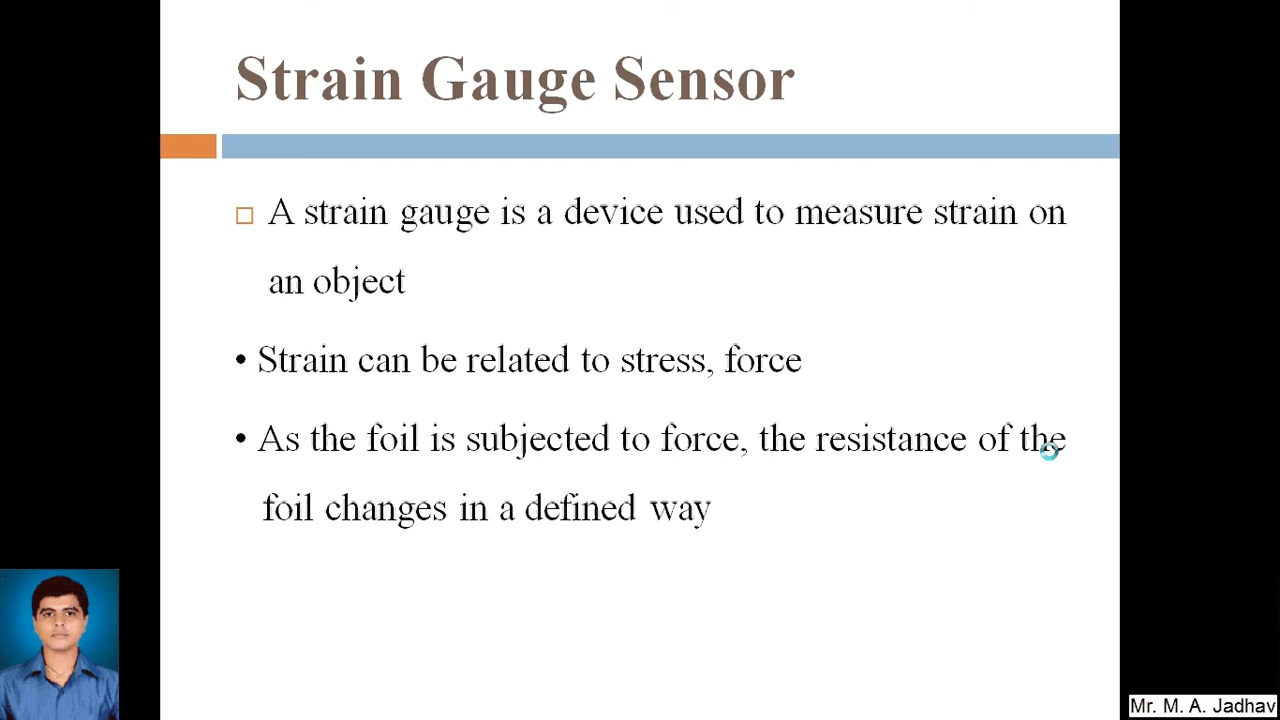 Strain Gauge Sensor
A strain gauge is a device used to measure strain on
an object
• Strain can be related to stress, force
• As the foil is subjected to force, the resistance of the
foil changes in a defined way
Mr. M. A. Jadhav